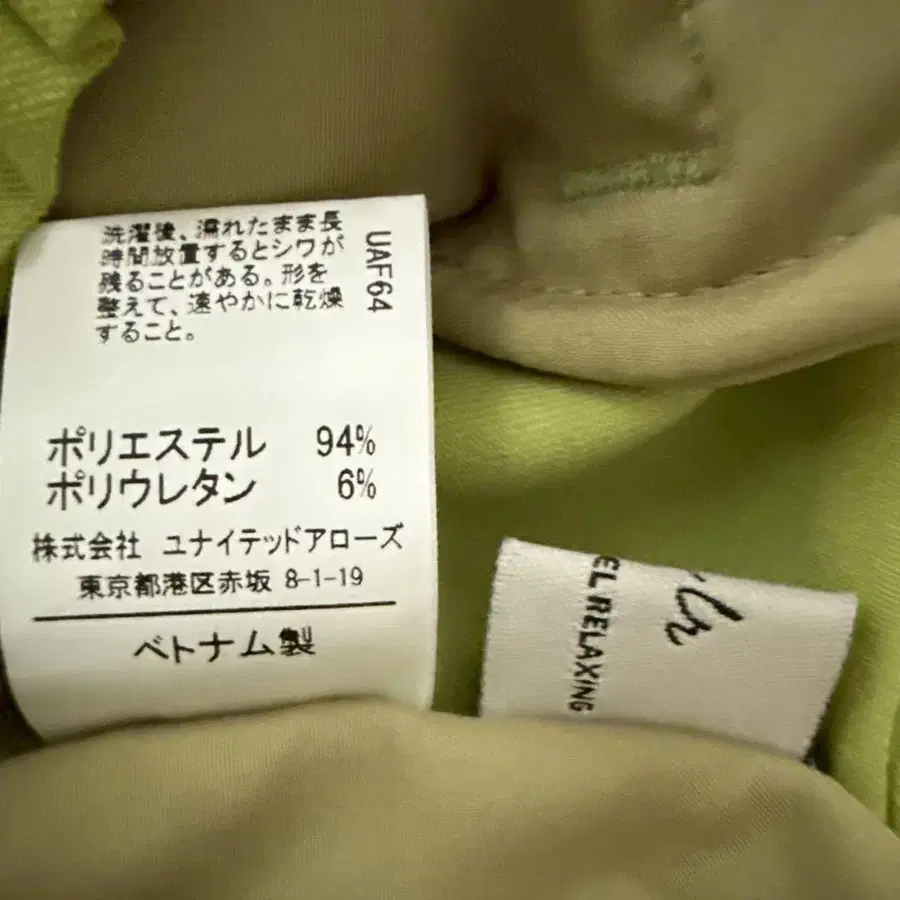 洗濯後、濡れたまま長
時間放置するとシワが
残ることがある。形を
整えて、速やかに乾燥
すること。
UAF64
ポリエステル 94%
ポリウレタン 6%
株式会社 ユナイテッドアローズ
東京都港区赤坂 8-1-19
ベトナム製
lr
EL RELAXING